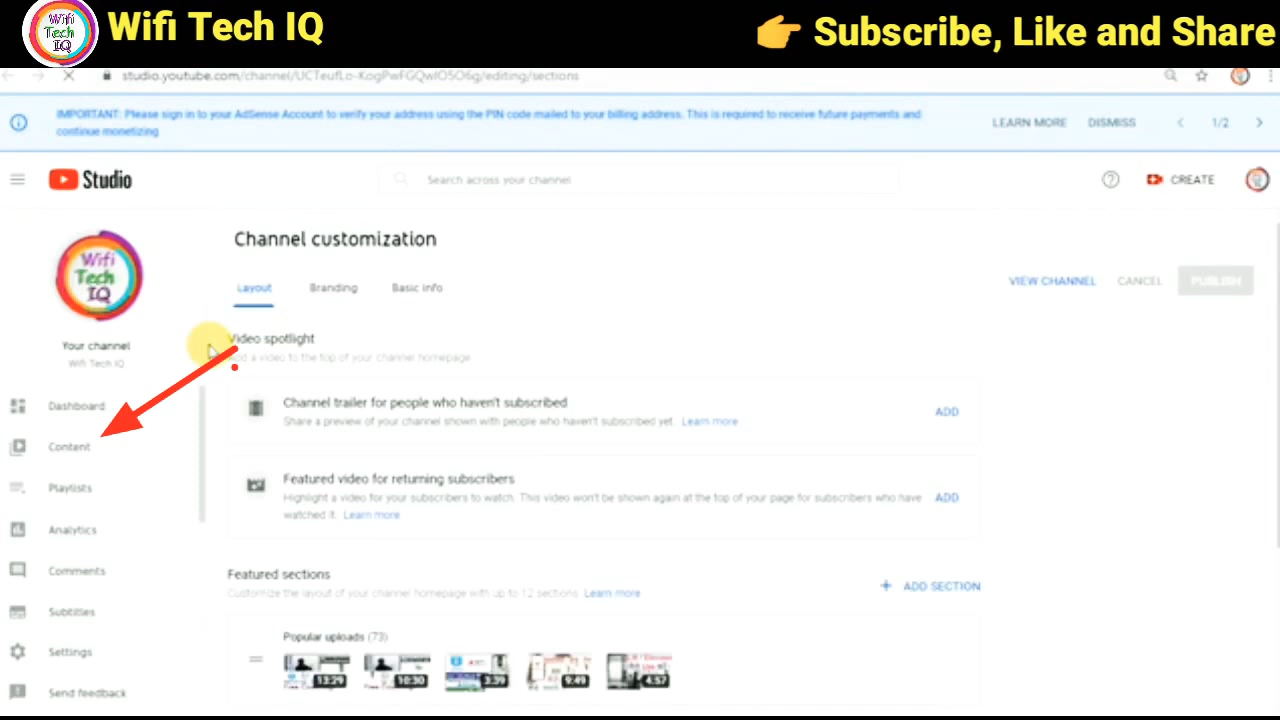 Wifi Tech IQ
Wifi Tech IQ
👉 Subscribe, Like and Share
studio.youtube.com/channel/UCTeufLo-KogPwFGQwIO5O6g/editing/sections
IMPORTANT: Please sign in to your AdSense Account to verify your address using the PIN code mailed to your billing address. This is required to receive future payments and
continue monetizing
LEARN MORE DISMISS 1/2
Studio
Search across your channel
CREATE
Wifi
Tech
IQ
Your channel
Wifi Tech IQ
Dashboard
Content
Playlists
Analytics
Comments
Subtitles
Settings
Send feedback
Channel customization
Layout Branding Basic info
VIEW CHANNEL CANCEL PUBLISH
Video spotlight
a video to the top of your channel homepage
Channel trailer for people who haven't subscribed
Share a preview of your channel shown with people who haven't subscribed yet. Learn more
ADD
Featured video for returning subscribers
Highlight a video for your subscribers to watch. This video won't be shown again at the top of your page for subscribers who have
watched it. Learn more
ADD
Featured sections
Customize the layout of your channel homepage with up to 12 sections. Learn more
+ ADD SECTION
Popular uploads (73)
13:29 10:30 3:39 9:49 4:57